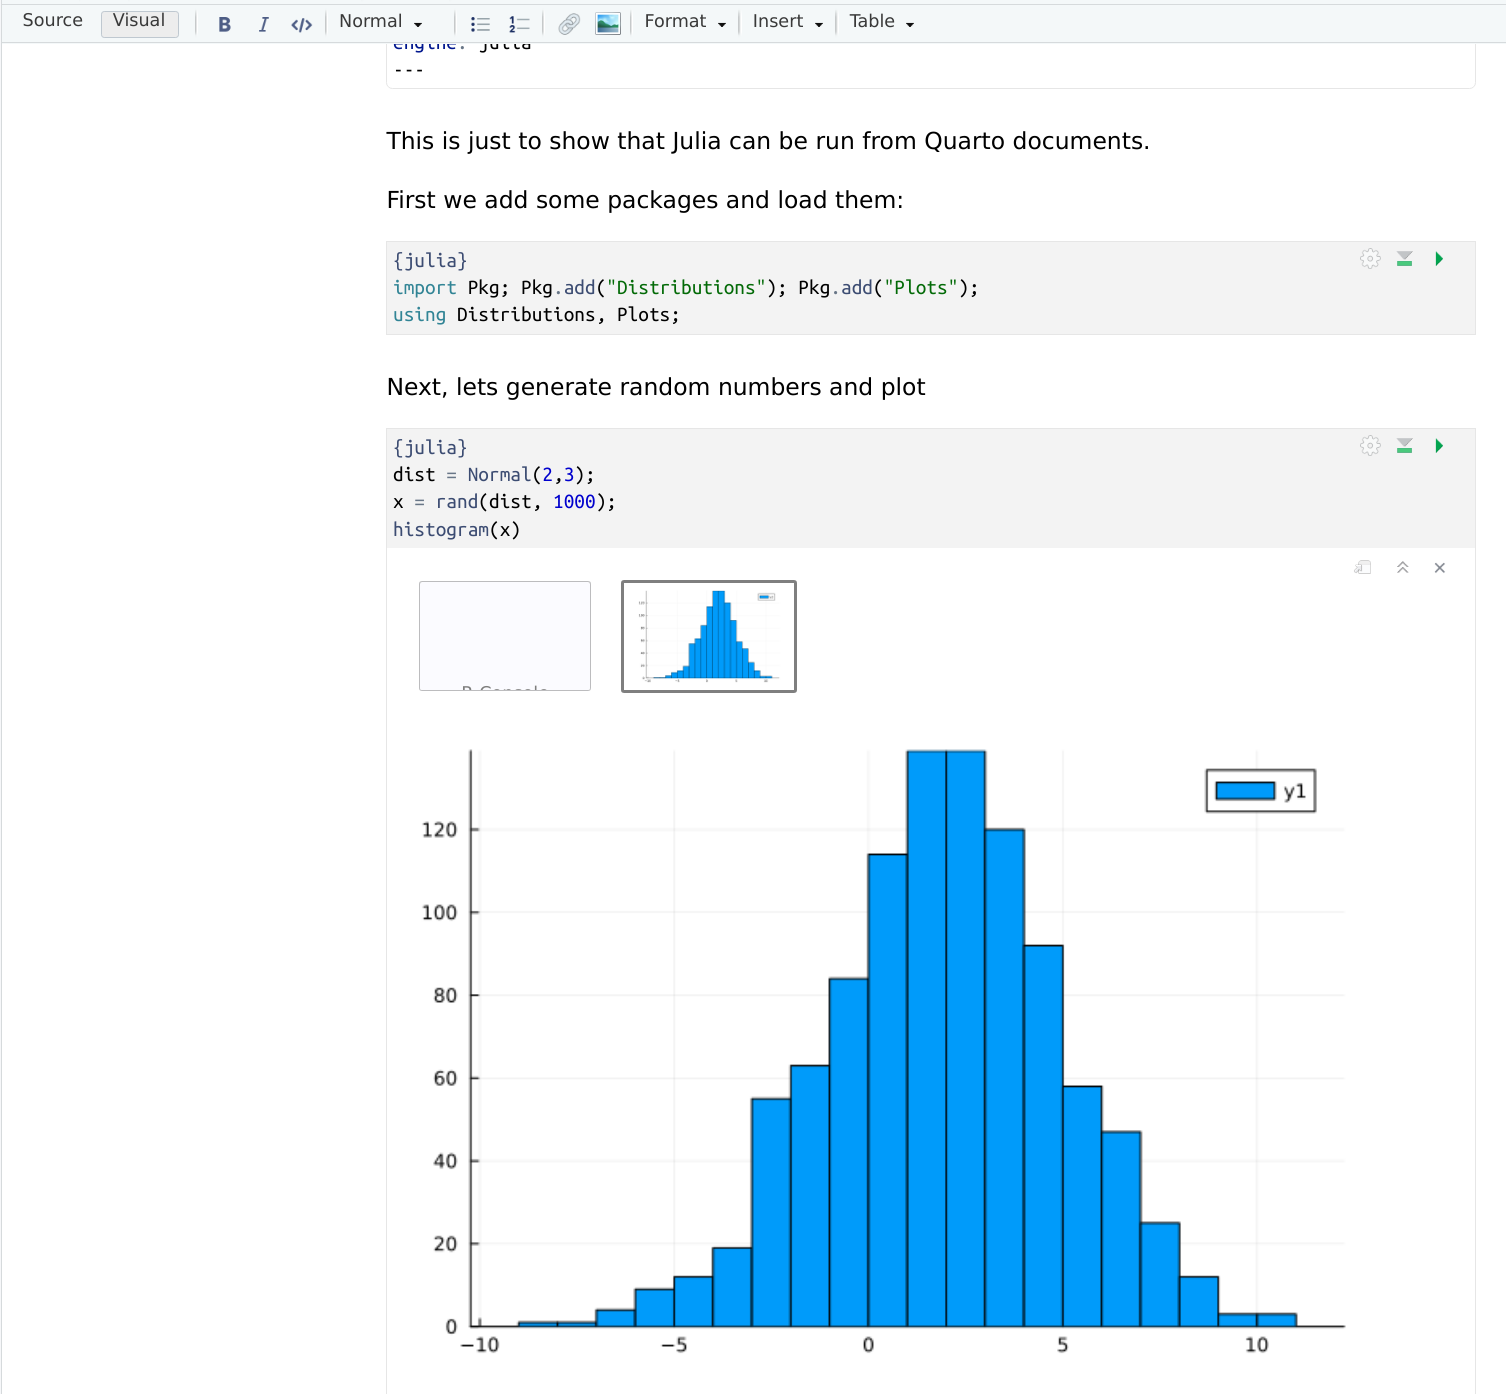 Source Visual B I </> Normal Format Insert Table
engine: julia
---
This is just to show that Julia can be run from Quarto documents.
First we add some packages and load them:
{julia}
import Pkg; Pkg.add("Distributions"); Pkg.add("Plots");
using Distributions, Plots;
Next, lets generate random numbers and plot
{julia}
dist = Normal(2,3);
x = rand(dist, 1000);
histogram(x)
R Console
y1
120
100
80
60
40
20
0
−10 −5 0 5 10